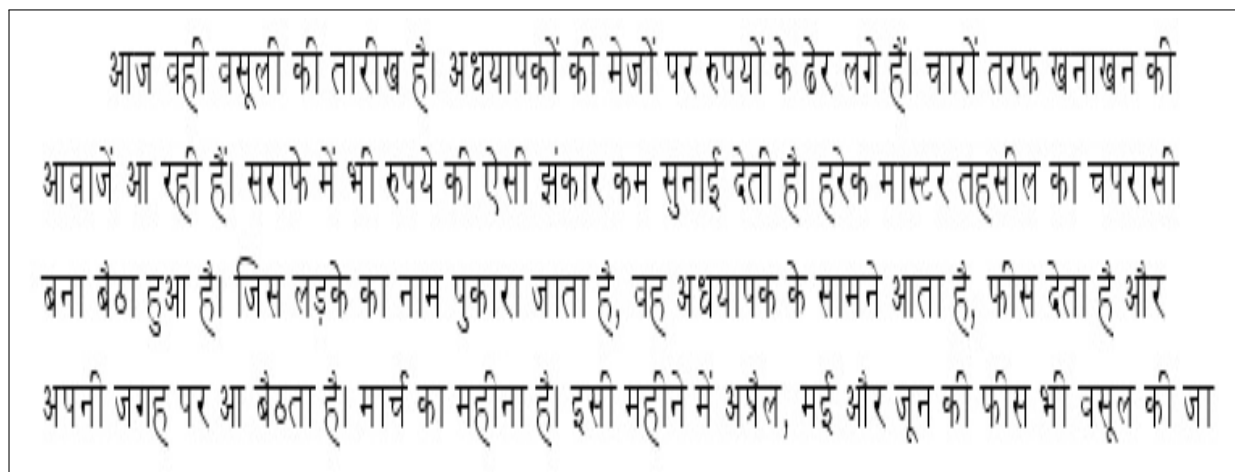 आज वही वसूली की तारीख है। अध्यापकों की मेजों पर रुपयों के ढेर लगे हैं। चारों तरफ खनाखन की
आवाजें आ रही हैं। सराफे में भी रुपये की ऐसी झंकार कम सुनाई देती है। हरेक मास्टर तहसील का चपरासी
बना बैठा हुआ है। जिस लड़के का नाम पुकारा जाता है, वह अध्यापक के सामने आता है, फीस देता है और
अपनी जगह पर आ बैठता है। मार्च का महीना है। इसी महीने में अप्रैल, मई और जून की फीस भी वसूल की जा